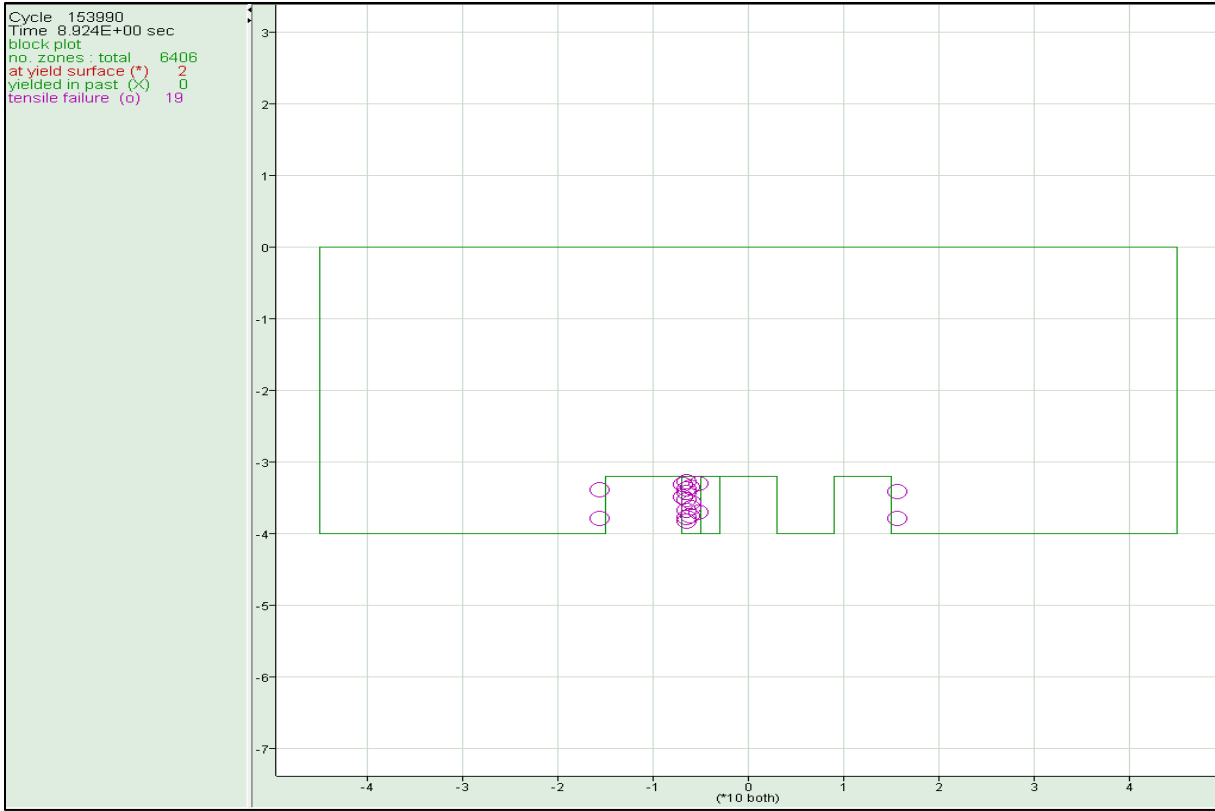 Cycle 153990
Time 8.924E+00 sec
block plot
no. zones : total 6406
at yield surface (*) 2
yielded in past (X) 0
tensile failure (o) 19
3
2
1
0
-1
-2
-3
-4
-5
-6
-7
-4 -3 -2 -1 0 1 2 3 4
(*10 both)